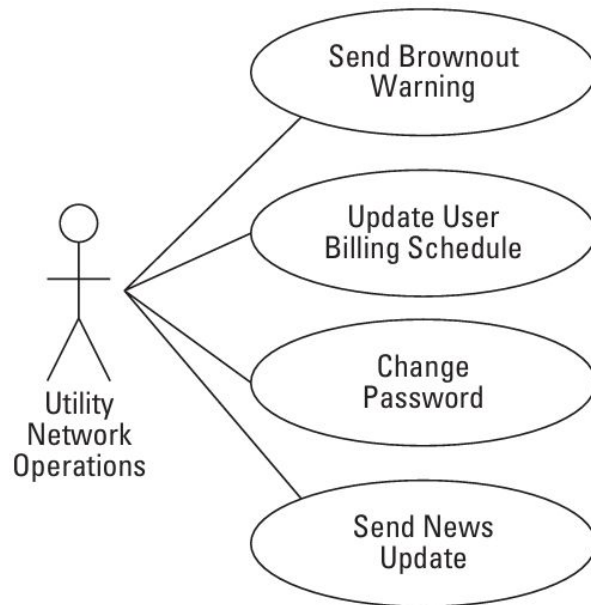 Send Brownout
Warning
Update User
Billing Schedule
Change
Password
Utility
Network
Operations
Send News
Update